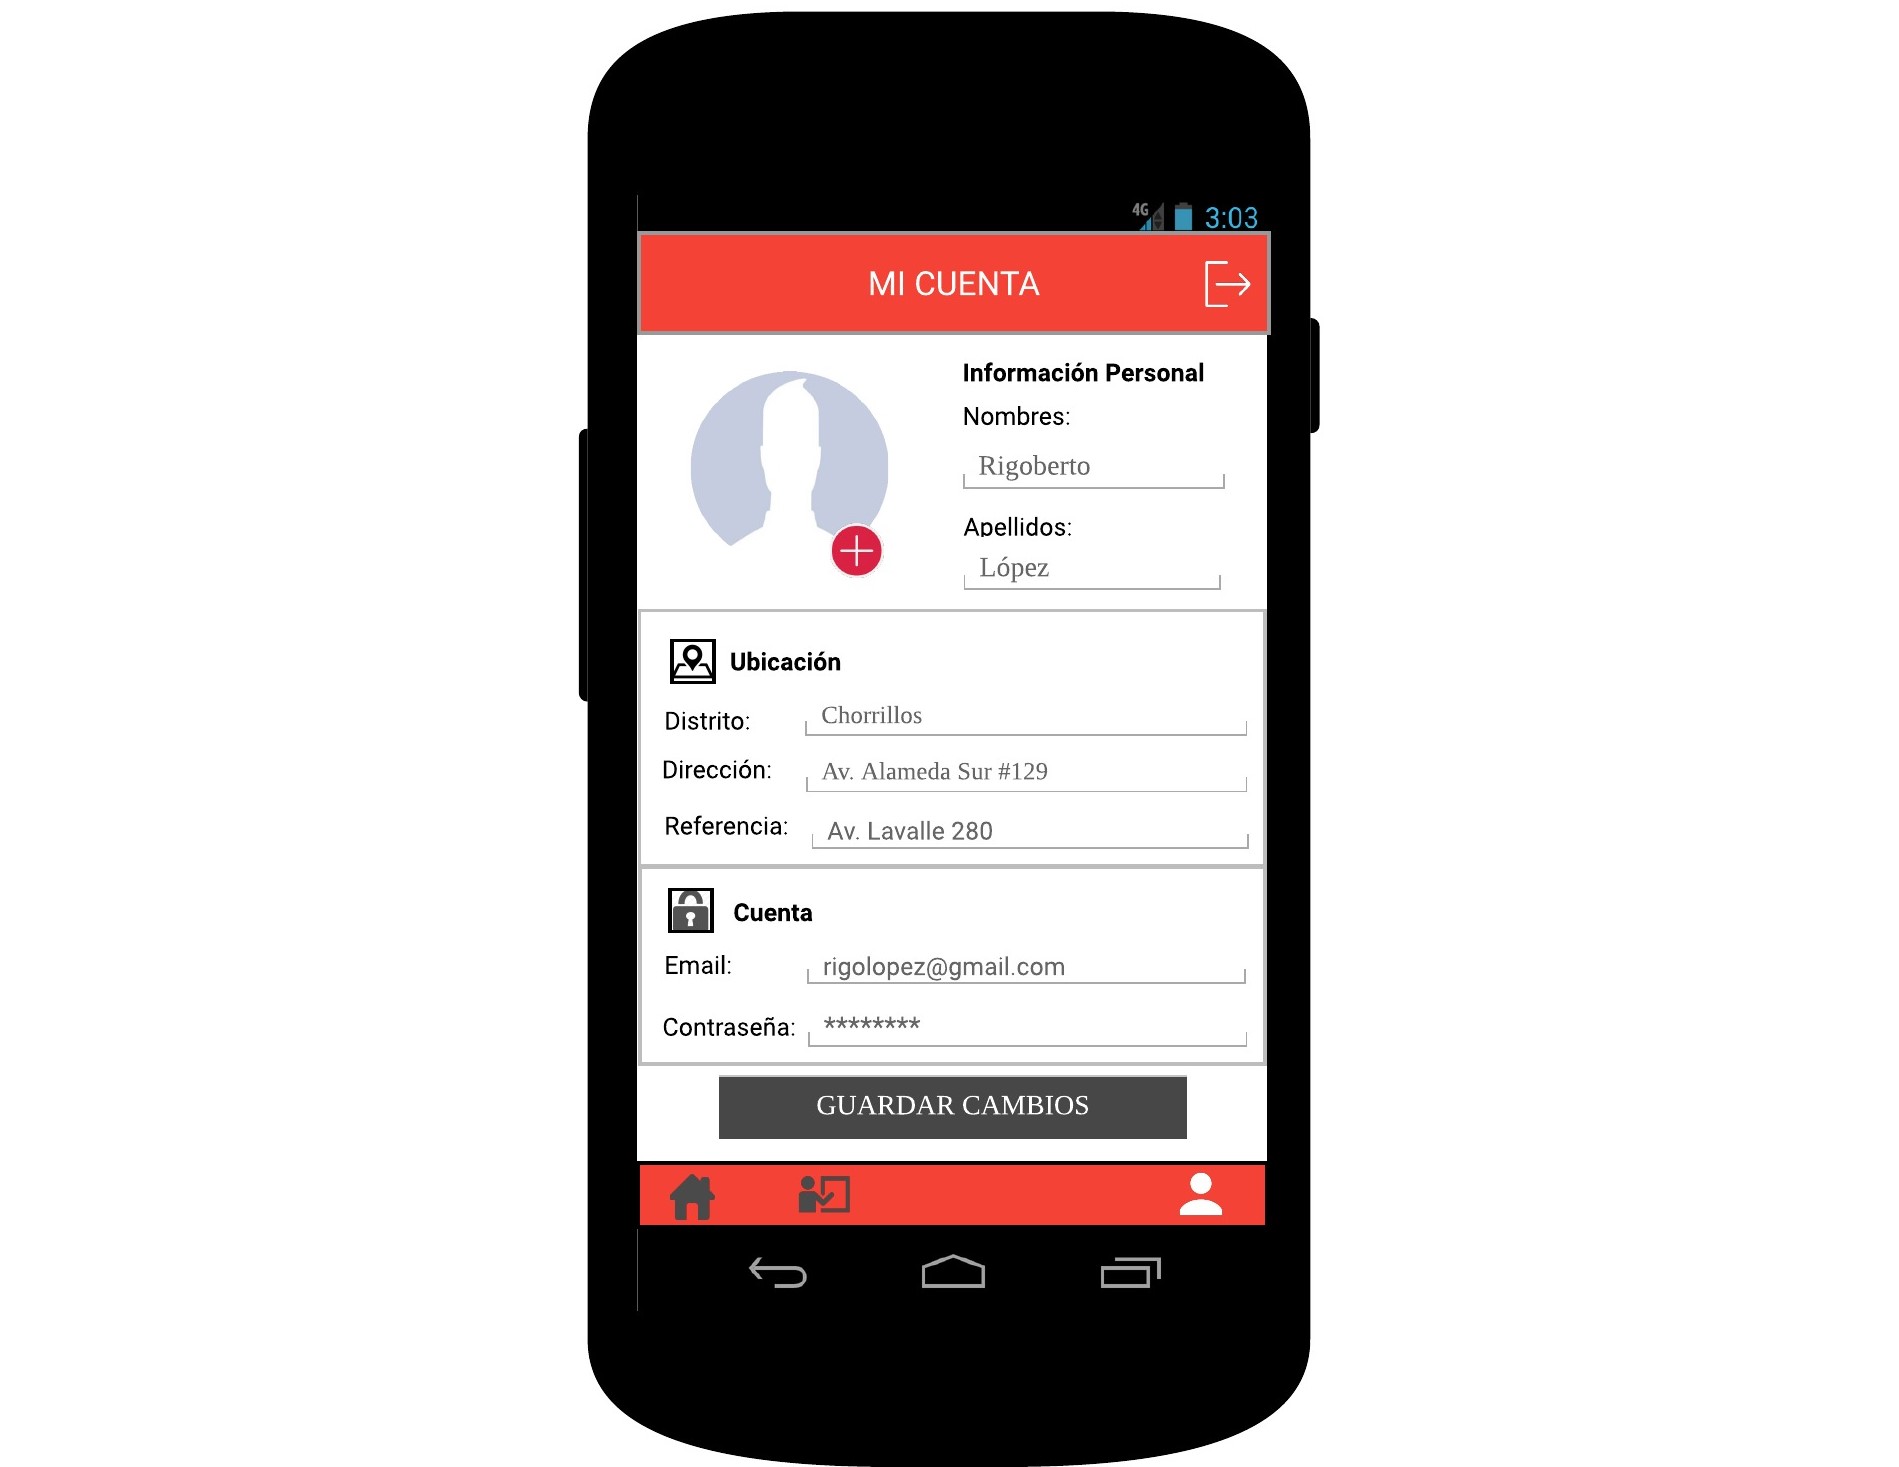 4G 3:03
MI CUENTA
Información Personal
Nombres:
Rigoberto
Apellidos:
López
Ubicación
Distrito: Chorrillos
Dirección: Av. Alameda Sur #129
Referencia: Av. Lavalle 280
Cuenta
Email: rigolopez@gmail.com
Contraseña: ********
GUARDAR CAMBIOS